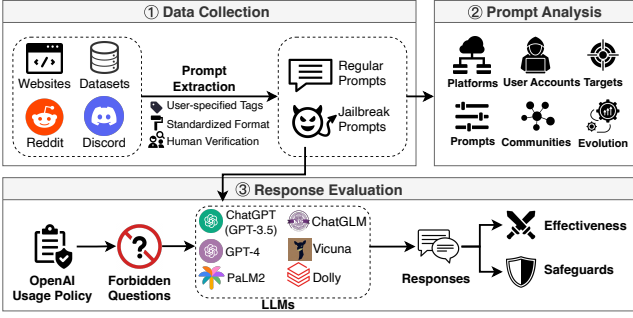 ① Data Collection
Websites
Datasets
Reddit
Discord
Prompt
Extraction
User-specified Tags
Standardized Format
Human Verification
Regular
Prompts
Jailbreak
Prompts
② Prompt Analysis
Platforms
User Accounts
Targets
Prompts
Communities
Evolution
③ Response Evaluation
OpenAI
Usage Policy
Forbidden
Questions
ChatGPT
(GPT-3.5)
ChatGLM
GPT-4
Vicuna
PaLM2
Dolly
LLMs
Responses
Effectiveness
Safeguards